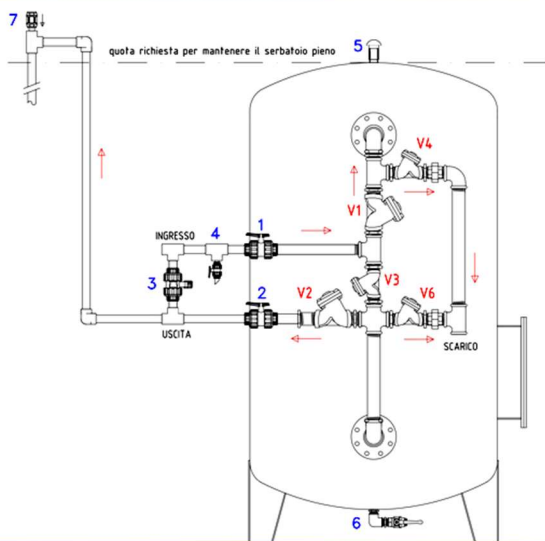 7
quota richiesta per mantenere il serbatoio pieno
5
V4
V1
INGRESSO
4
1
3
2
V2
V3
V6
USCITA
SCARICO
6